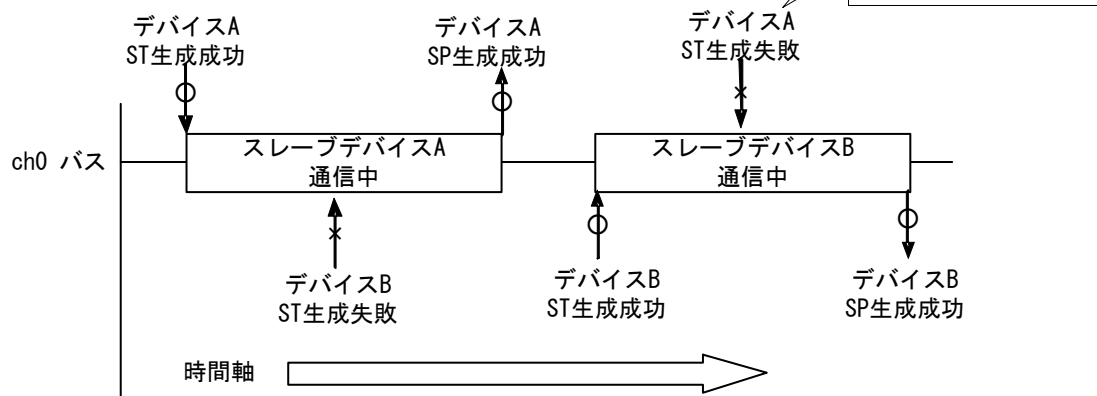 デバイスA
ST生成成功
デバイスA
SP生成成功
デバイスA
ST生成失敗
ch0 バス
スレーブデバイスA
通信中
スレーブデバイスB
通信中
デバイスB
ST生成失敗
デバイスB
ST生成成功
デバイスB
SP生成成功
時間軸